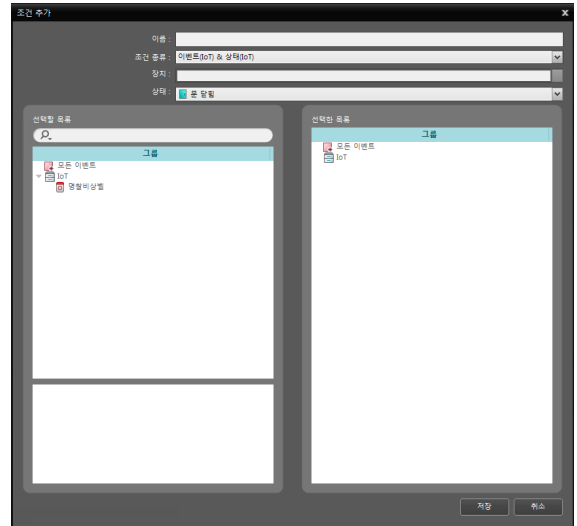 조건 추가
x
이름 :
조건 종류 : 이벤트(IoT) & 상태(IoT)
장치 :
상태 : 문 닫힘
선택할 목록
그룹
모든 이벤트
IoT
명찰비상벨
선택한 목록
그룹
모든 이벤트
IoT
저장 취소